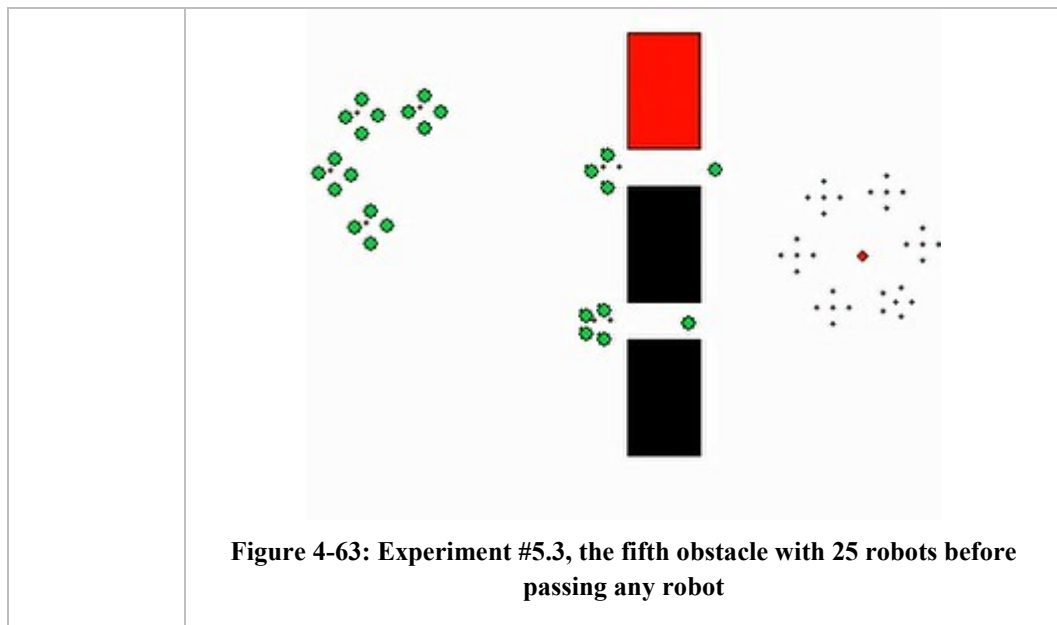 Figure 4-63: Experiment #5.3, the fifth obstacle with 25 robots before
passing any robot